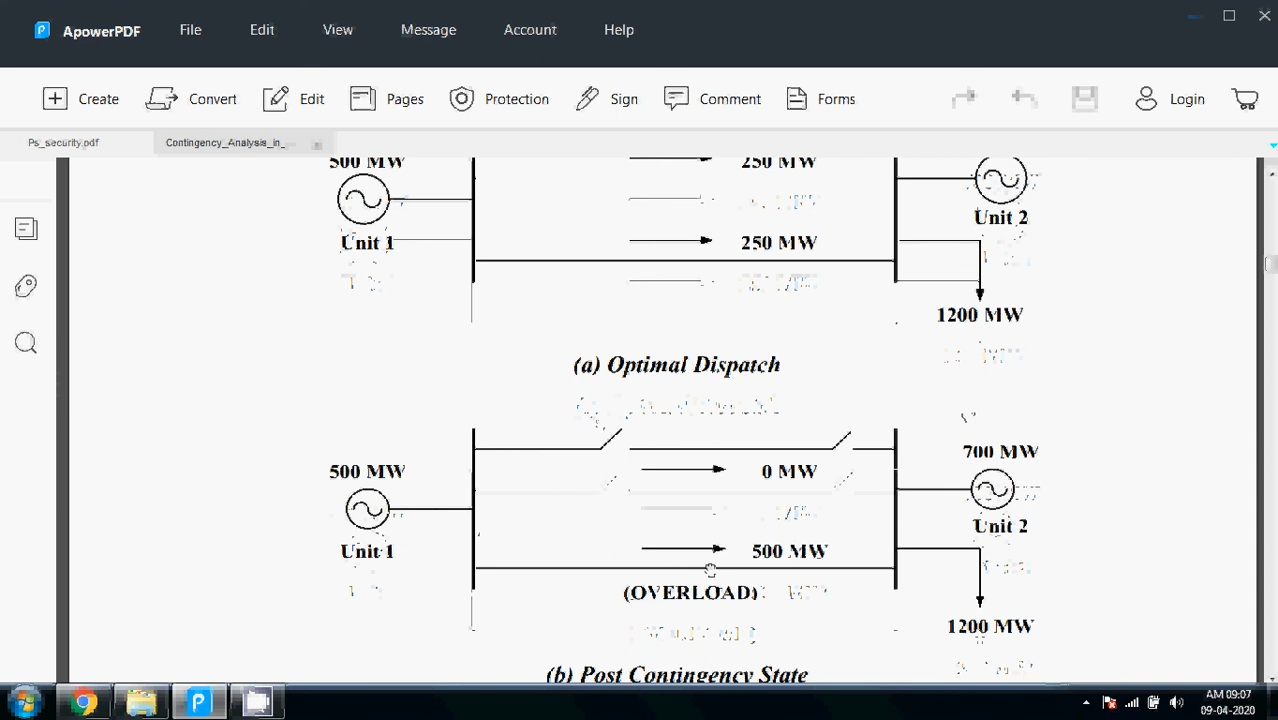 ApowerPDF File Edit View Message Account Help
Create Convert Edit Pages Protection Sign Comment Forms Login
Ps_security.pdf Contingency_Analysis_in_
500 MW 250 MW
Unit 1 250 MW Unit 2
1200 MW
(a) Optimal Dispatch
500 MW 0 MW 700 MW
Unit 1 500 MW Unit 2
(OVERLOAD)
1200 MW
(b) Post Contingency State
AM 09:07
09-04-2020